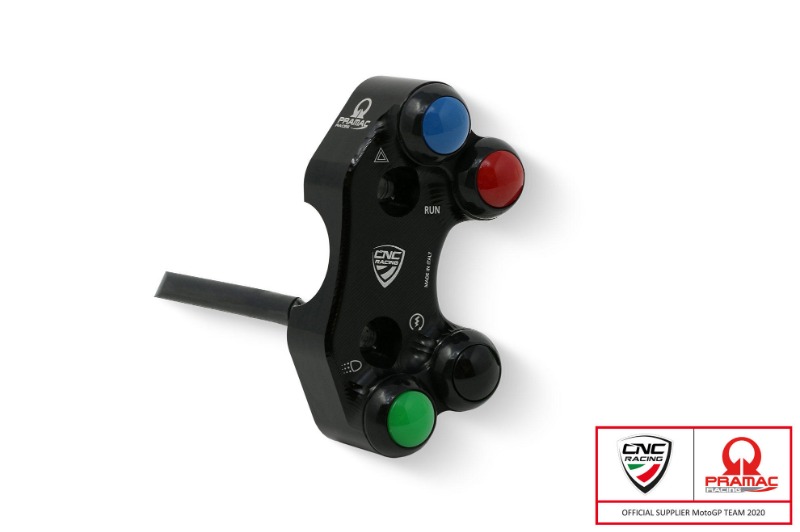 PRAMAC
RACING
RUN
CNC
RACING
MADE IN ITALY
CNC
RACING
PRAMAC
RACING
OFFICIAL SUPPLIER MotoGP TEAM 2020